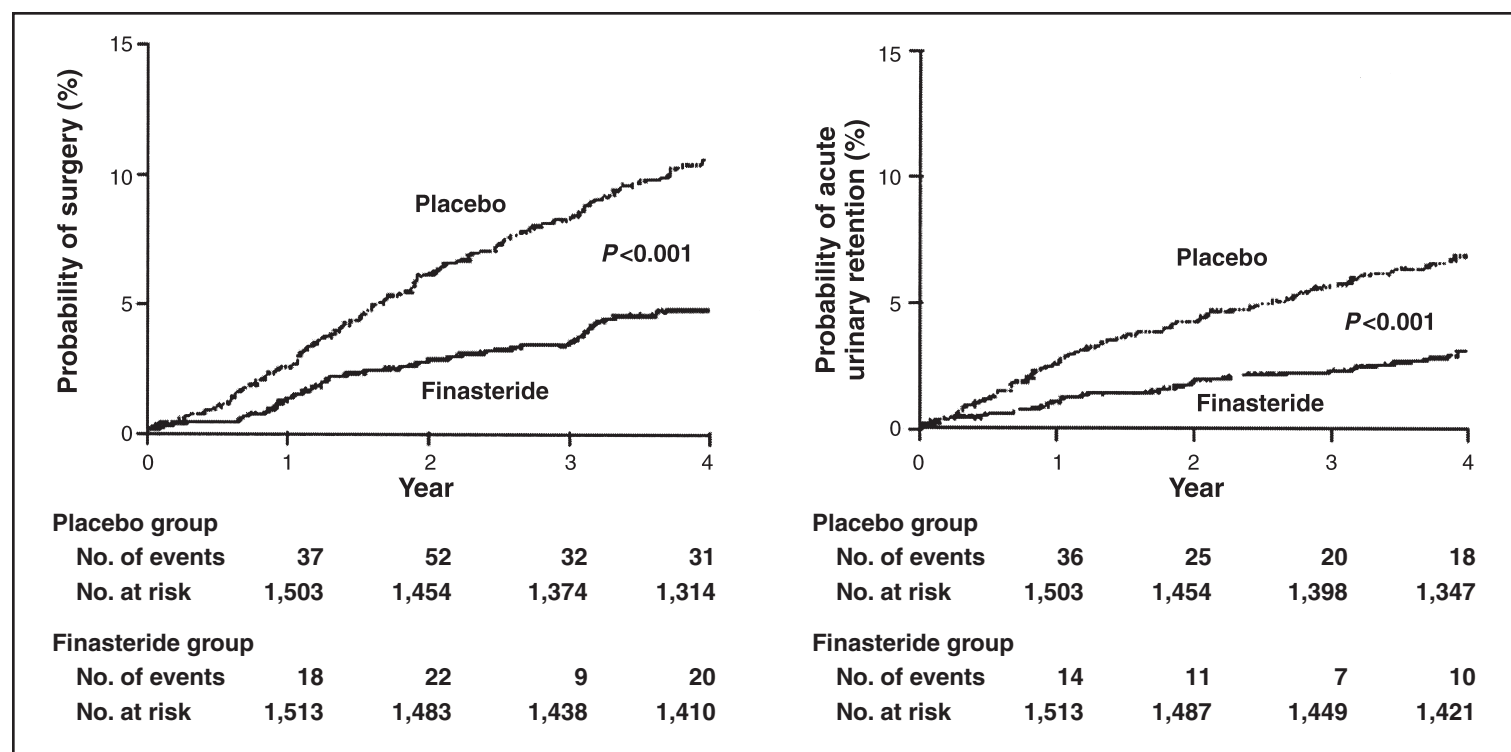 15
10
5
0
Probability of surgery (%)
Placebo
P<0.001
Finasteride
0 1 2 3 4
Year
Placebo group
No. of events 37 52 32 31
No. at risk 1,503 1,454 1,374 1,314
Finasteride group
No. of events 18 22 9 20
No. at risk 1,513 1,483 1,438 1,410
15
10
5
0
Probability of acute
urinary retention (%)
Placebo
P<0.001
Finasteride
0 1 2 3 4
Year
Placebo group
No. of events 36 25 20 18
No. at risk 1,503 1,454 1,398 1,347
Finasteride group
No. of events 14 11 7 10
No. at risk 1,513 1,487 1,449 1,421